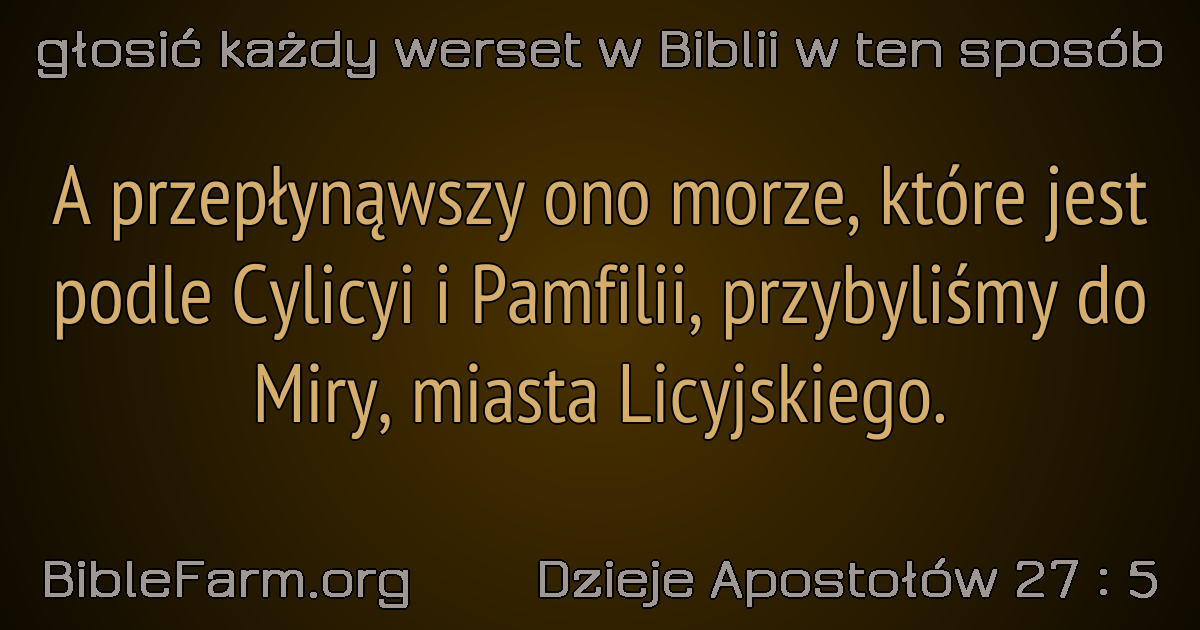 głosić każdy werset w Biblii w ten sposób
A przepłynąwszy ono morze, które jest
podle Cylicyi i Pamfilii, przybyliśmy do
Miry, miasta Licyjskiego.
BibleFarm.org
Dzieje Apostołów 27 : 5